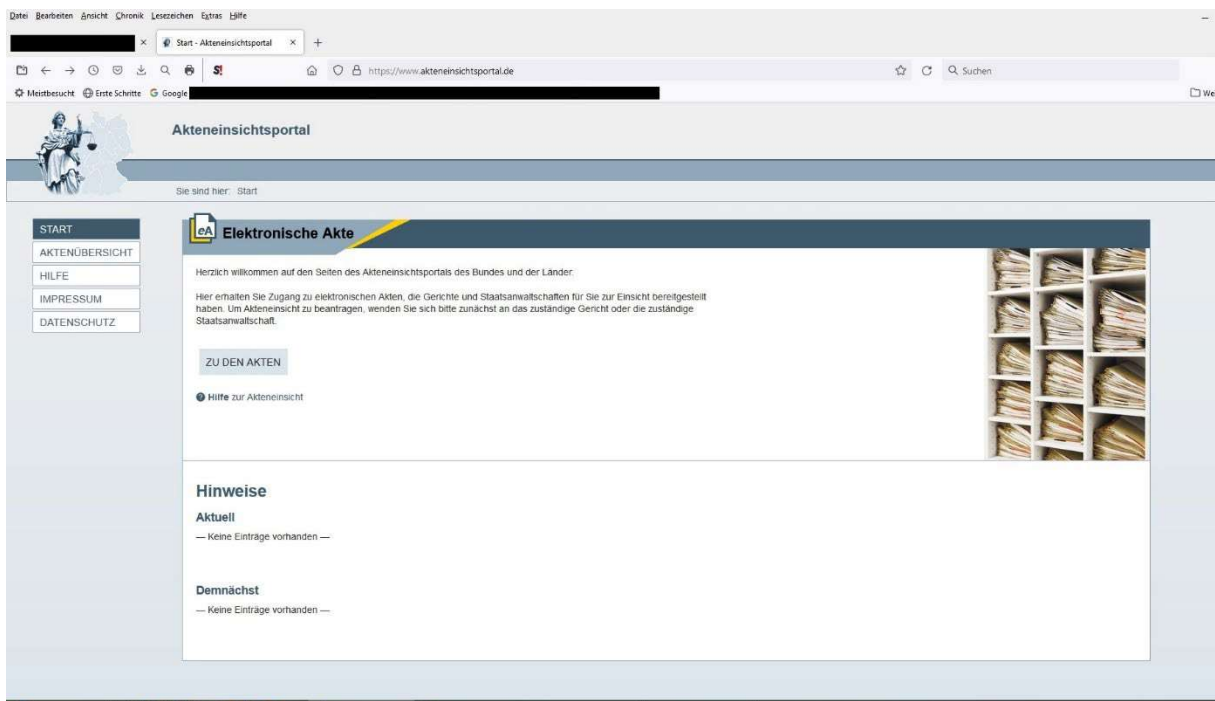 Datei Bearbeiten Ansicht Chronik Lesezeichen Extras Hilfe
Start - Akteneinsichtsportal
S!
https://www.akteneinsichtsportal.de
Suchen
Meistbesucht Erste Schritte Google
We
Akteneinsichtsportal
Sie sind hier: Start
START
AKTENÜBERSICHT
HILFE
IMPRESSUM
DATENSCHUTZ
eA Elektronische Akte
Herzlich willkommen auf den Seiten des Akteneinsichtsportals des Bundes und der Länder.
Hier erhalten Sie Zugang zu elektronischen Akten, die Gerichte und Staatsanwaltschaften für Sie zur Einsicht bereitgestellt
haben. Um Akteneinsicht zu beantragen, wenden Sie sich bitte zunächst an das zuständige Gericht oder die zuständige
Staatsanwaltschaft.
ZU DEN AKTEN
Hilfe zur Akteneinsicht
Hinweise
Aktuell
— Keine Einträge vorhanden —
Demnächst
— Keine Einträge vorhanden —